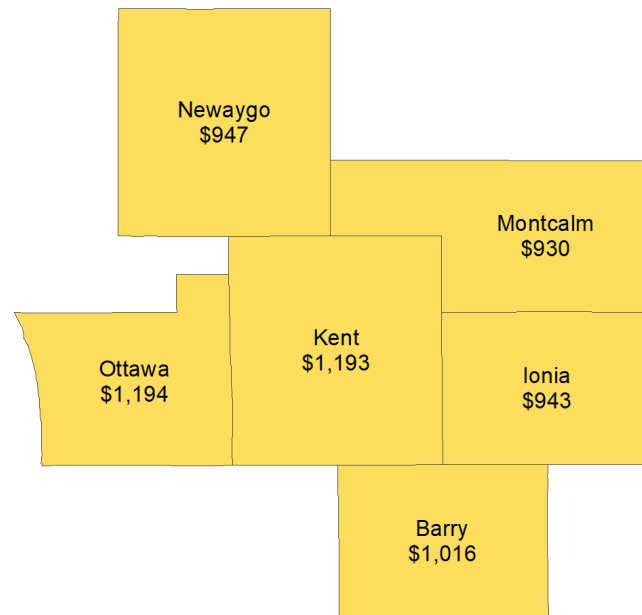 Newaygo
$947
Montcalm
$930
Kent
$1,193
Ottawa
$1,194
Ionia
$943
Barry
$1,016